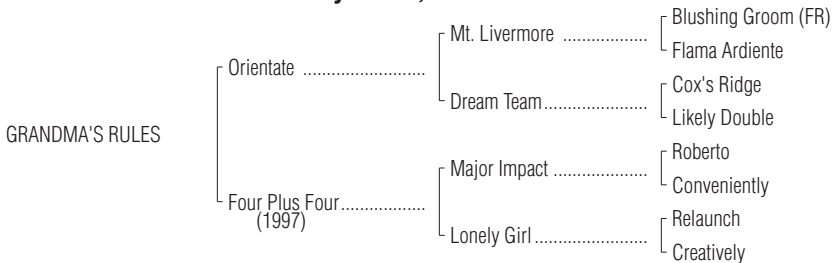 Blushing Groom (FR)
Mt. Livermore ..................
Flama Ardiente
Orientate ..........................
Cox's Ridge
Dream Team......................
Likely Double
GRANDMA'S RULES
Roberto
Major Impact ....................
Conveniently
Four Plus Four..................
(1997)
Relaunch
Lonely Girl ........................
Creatively